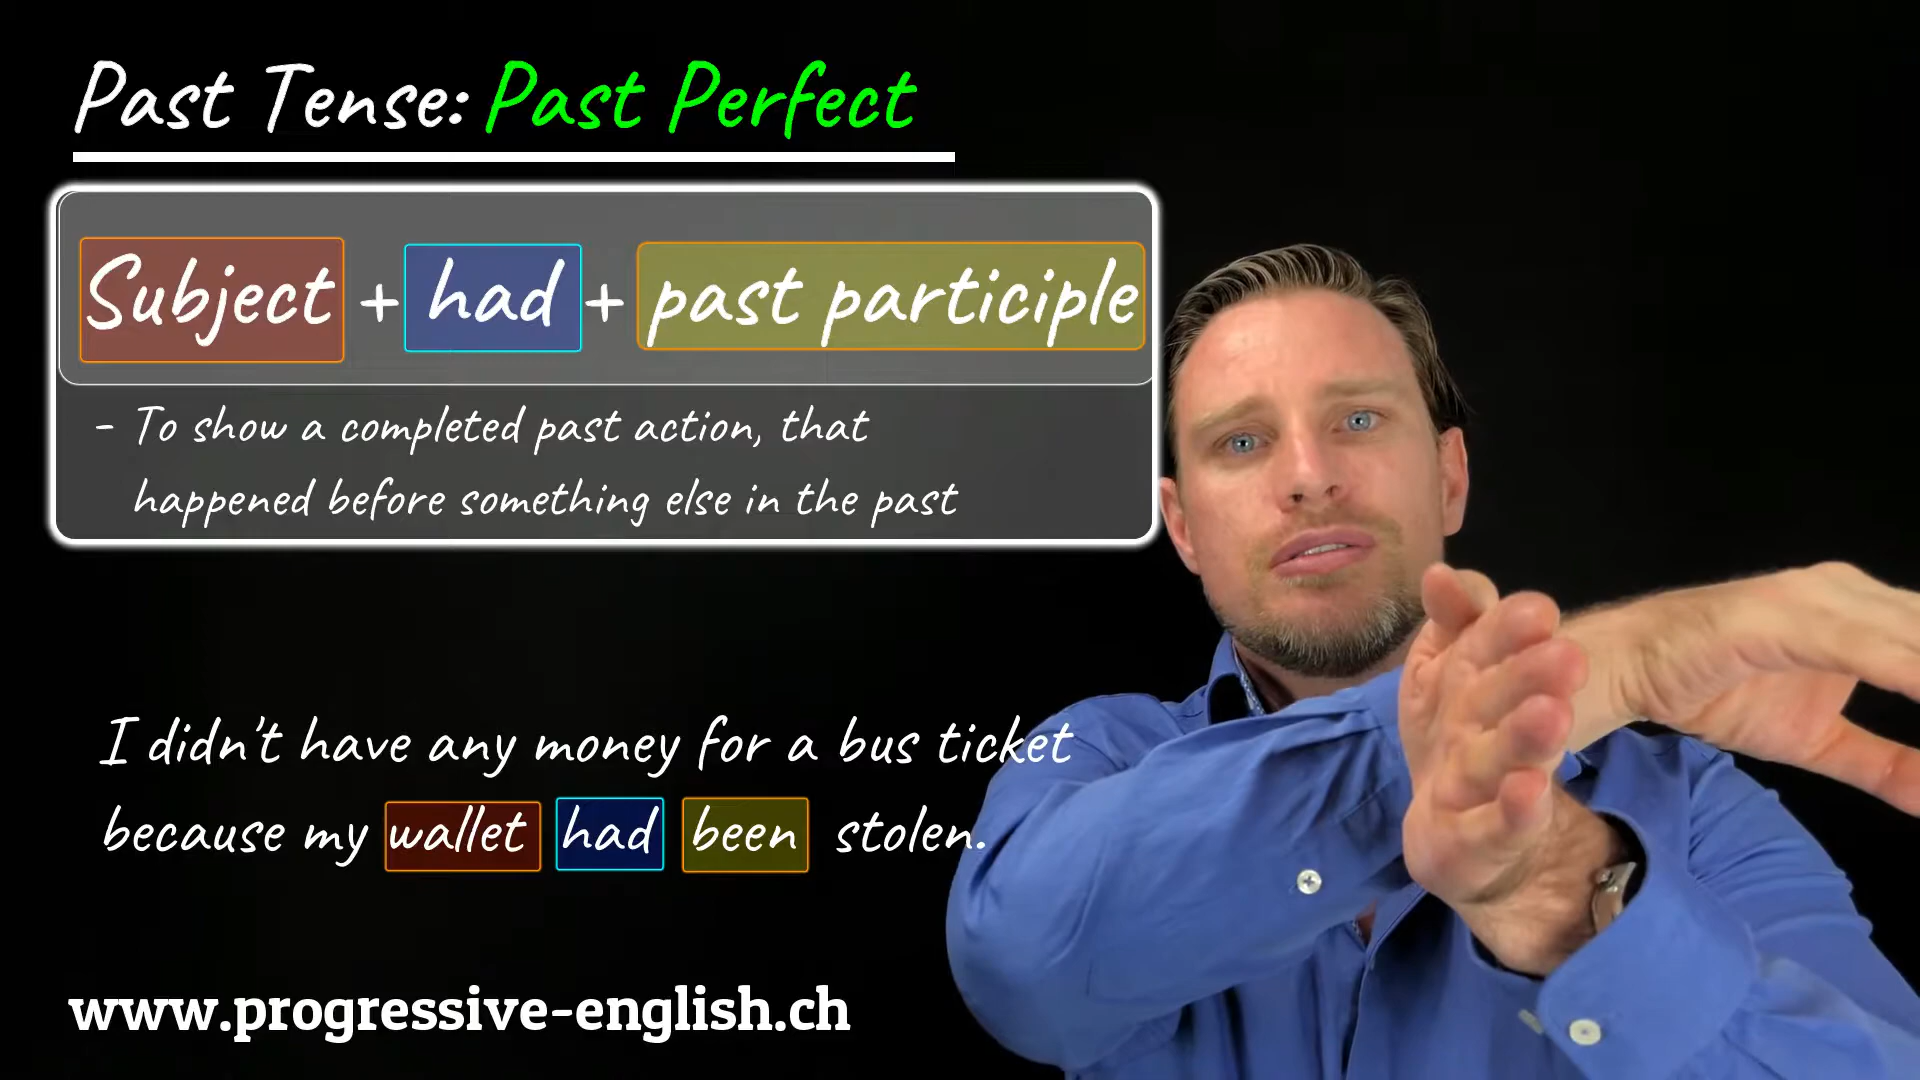 Past Tense: Past Perfect
Subject + had + past participle
- To show a completed past action, that
happened before something else in the past
I didn't have any money for a bus ticket
because my wallet had been stolen.
www.progressive-english.ch